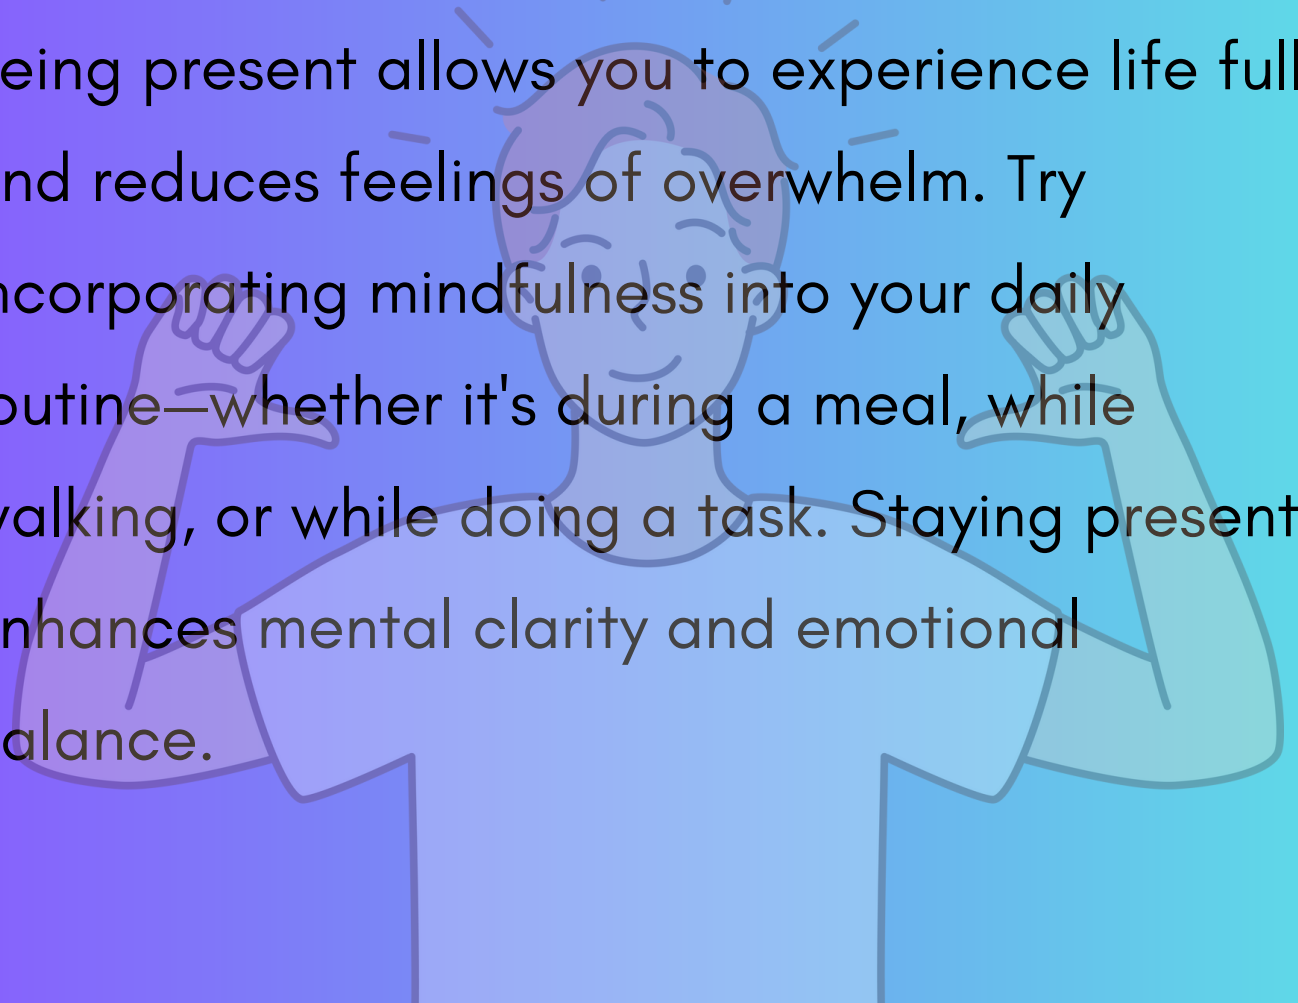 eing present allows you to experience life full
nd reduces feelings of overwhelm. Try
ncorporating mindfulness into your daily
outine—whether it's during a meal, while
valking, or while doing a task. Staying present
nhances mental clarity and emotional
alance.